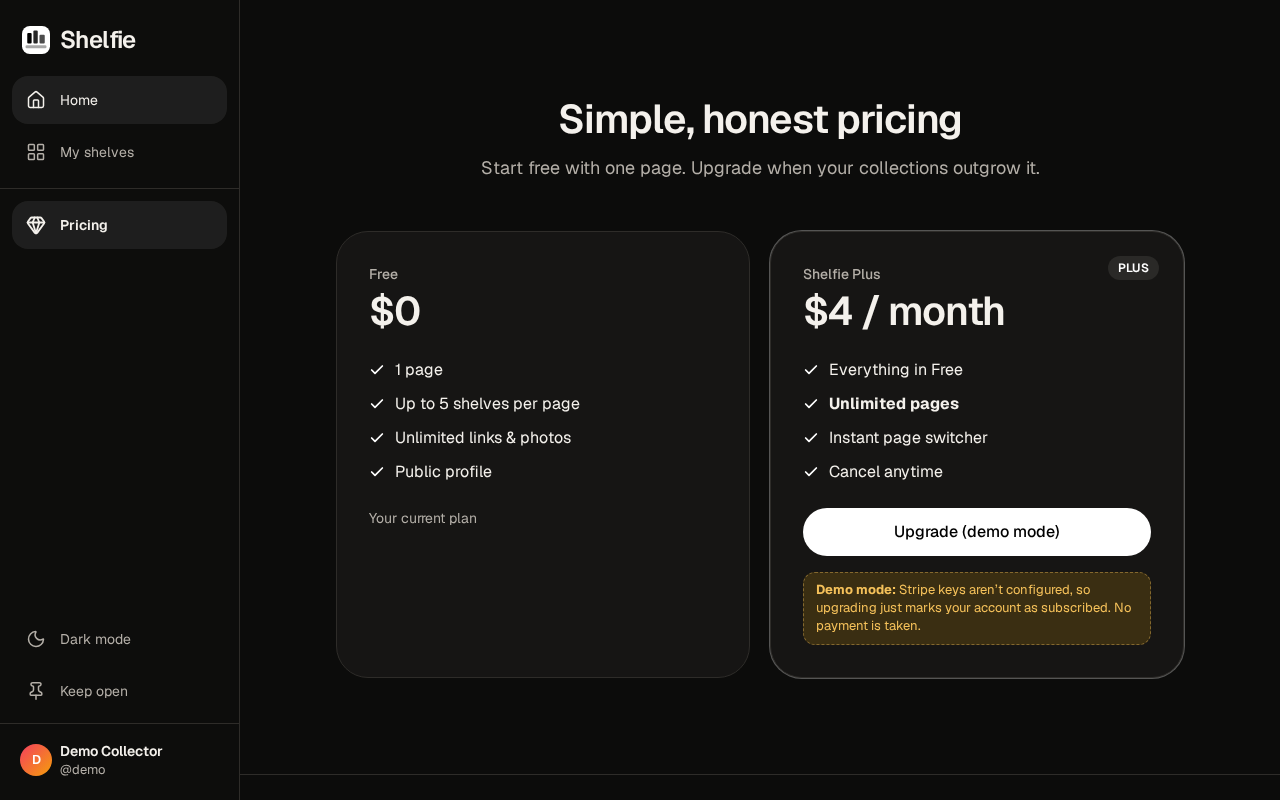 Shelfie
Home
My shelves
Pricing
Dark mode
Keep open
D
Demo Collector
@demo
Simple, honest pricing
Start free with one page. Upgrade when your collections outgrow it.
Free
$0
1 page
Up to 5 shelves per page
Unlimited links & photos
Public profile
Your current plan
Shelfie Plus
PLUS
$4 / month
Everything in Free
Unlimited pages
Instant page switcher
Cancel anytime
Upgrade (demo mode)
Demo mode: Stripe keys aren’t configured, so
upgrading just marks your account as subscribed. No
payment is taken.